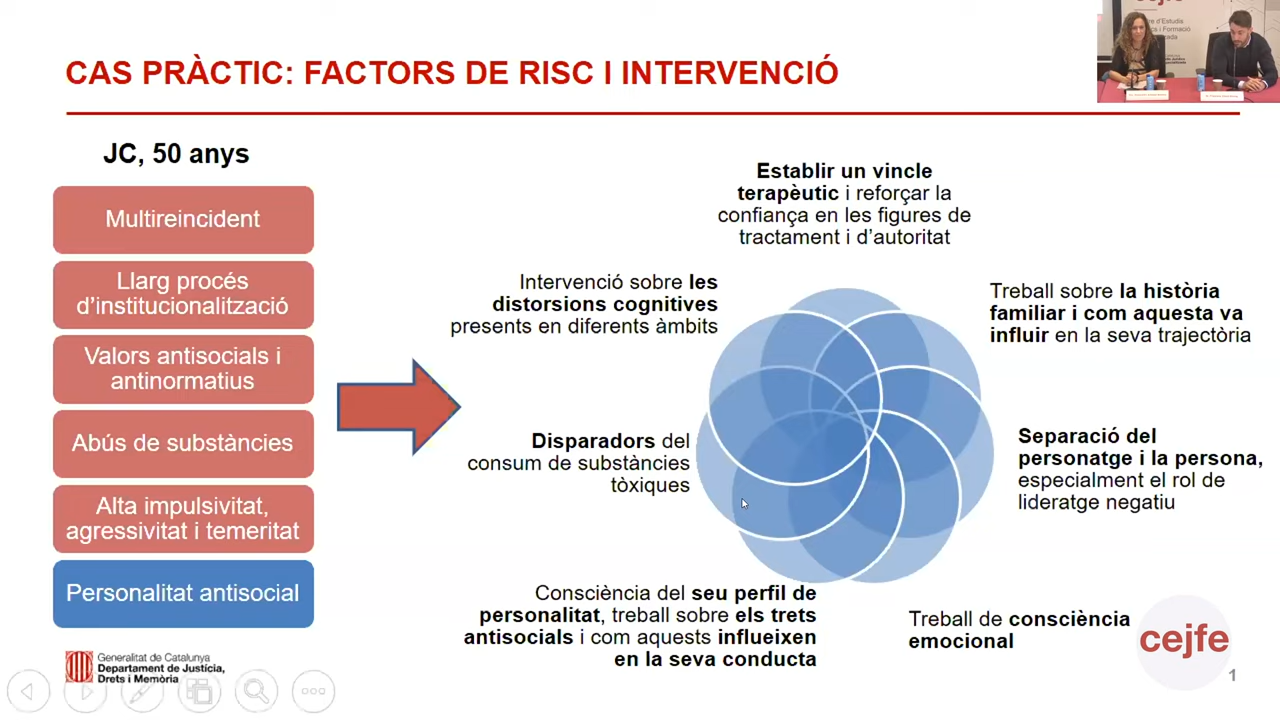 CAS PRÀCTIC: FACTORS DE RISC I INTERVENCIÓ
cejfe
d'Estudis
i Formació
JC, 50 anys
Multireincident
Llarg procés
d'institucionalització
Valors antisocials i
antinormatius
Abús de substàncies
Alta impulsivitat,
agressivitat i temeritat
Personalitat antisocial
Establir un vincle
terapèutic i reforçar la
confiança en les figures de
tractament i d'autoritat
Treball sobre la història
familiar i com aquesta va
influir en la seva trajectòria
Separació del
personatge i la persona,
especialment el rol de
lideratge negatiu
Treball de consciència
emocional
Consciència del seu perfil de
personalitat, treball sobre els trets
antisocials i com aquests influeixen
en la seva conducta
Disparadors del
consum de substàncies
tòxiques
Intervenció sobre les
distorsions cognitives
presents en diferents àmbits
Generalitat de Catalunya
Departament de Justícia,
Drets i Memòria
cejfe
1